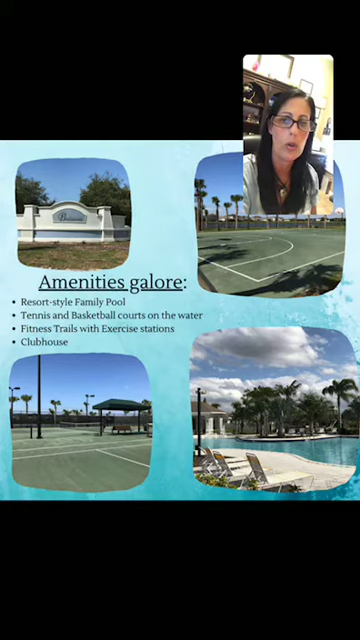 Amenities galore:
• Resort-style Family Pool
• Tennis and Basketball courts on the water
• Fitness Trails with Exercise stations
• Clubhouse